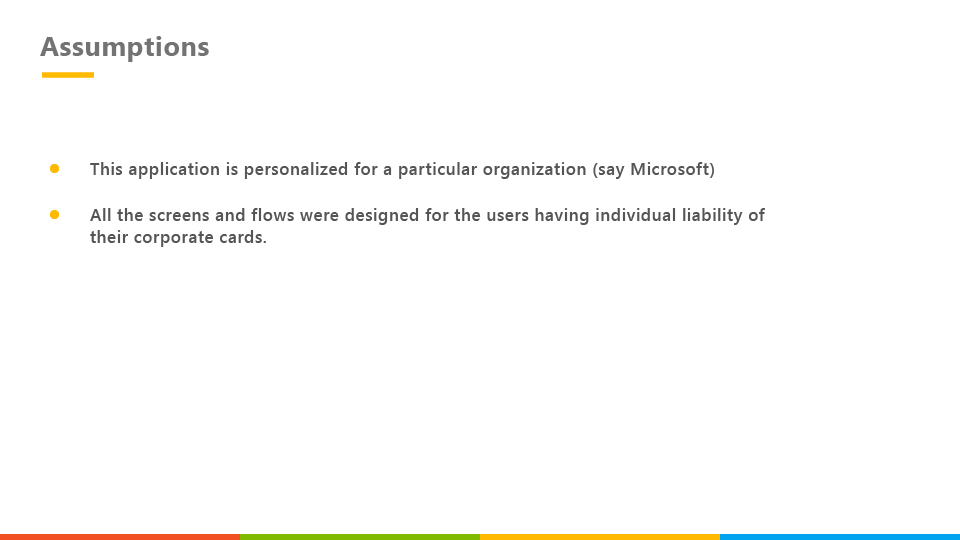 Assumptions
This application is personalized for a particular organization (say Microsoft)
All the screens and flows were designed for the users having individual liability of
their corporate cards.